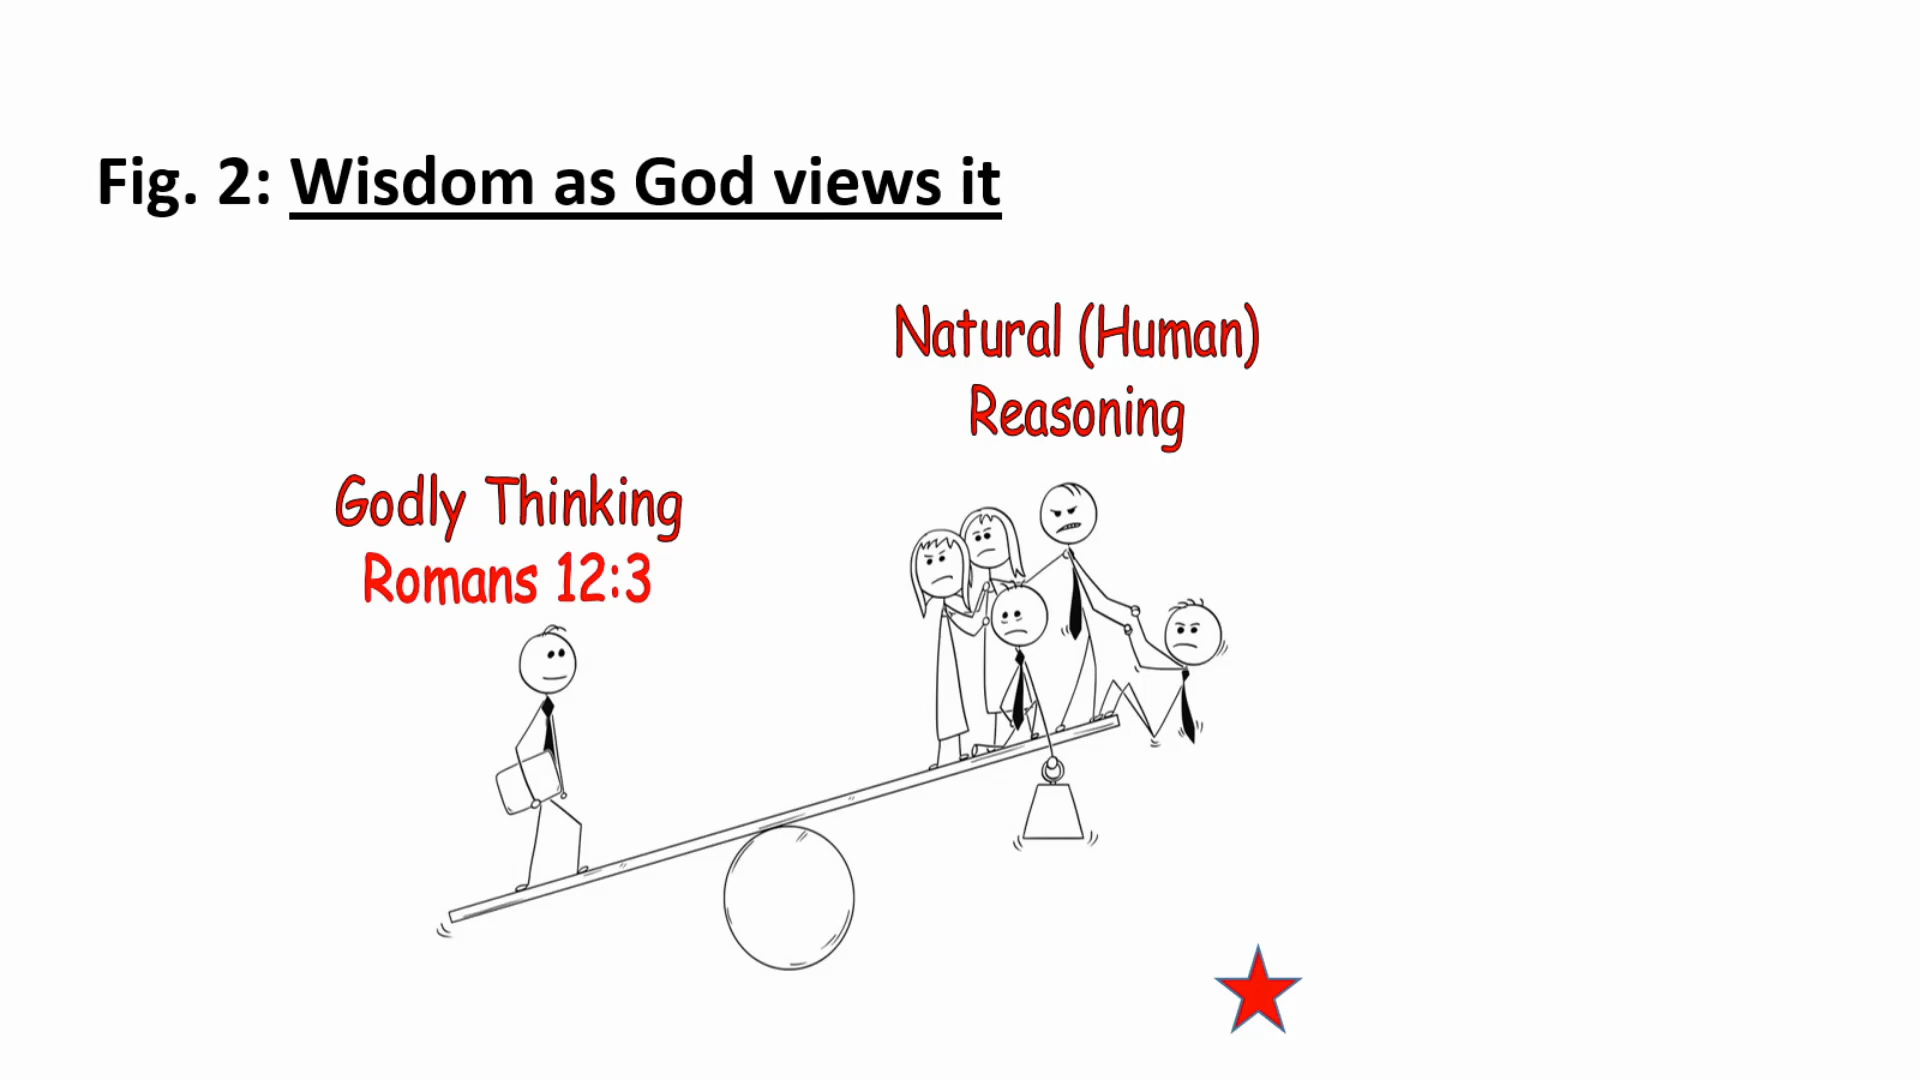 Fig. 2: Wisdom as God views it
Natural (Human)
Reasoning
Godly Thinking
Romans 12:3